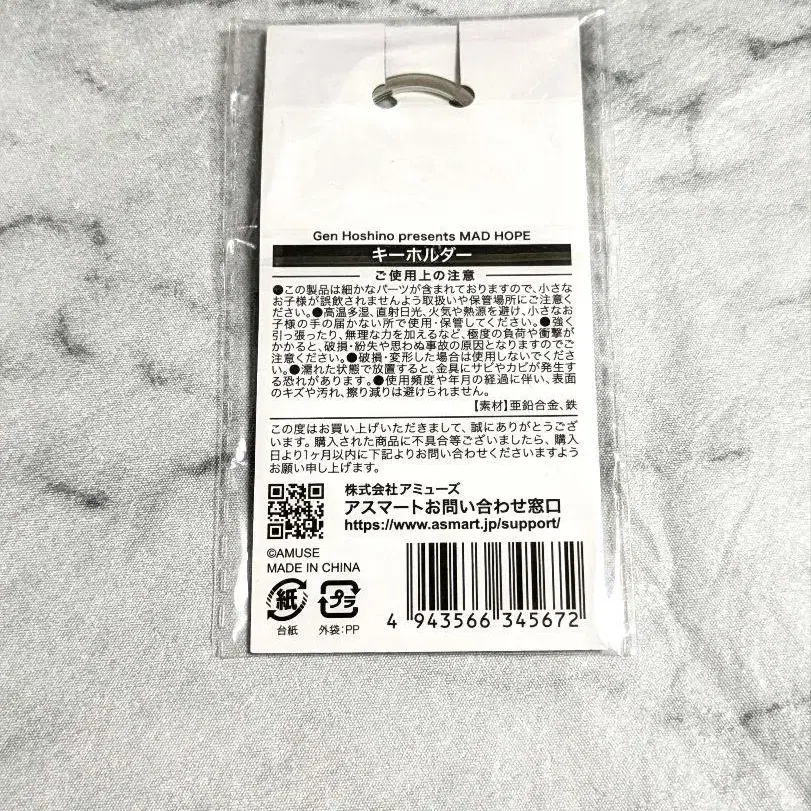 Gen Hoshino presents MAD HOPE
キーホルダー
ご使用上の注意
●この製品は細かなパーツが含まれておりますので、小さな
お子様が誤飲されませんよう取扱いや保管場所にご注意く
ださい。●高温多湿、直射日光、火気や熱源を避け、小さなお
子様の手の届かない所で使用・保管してください。●強く
引っ張ったり、無理な力を加えるなど、極度の負荷や衝撃が
かかると、破損・紛失や思わぬ事故の原因となりますのでご
注意ください。●破損・変形した場合は使用しないでくださ
い。●濡れた状態で放置すると、金具にサビやカビが発生す
る恐れがあります。●使用頻度や年月の経過に伴い、表面
のキズや汚れ、擦り減りは避けられません。
【素材】亜鉛合金、鉄
この度はお買い上げいただきまして、誠にありがとうござ
います。購入された商品に不具合等ございましたら、購入
日より1ヶ月以内に下記よりお問い合わせくださいますよう
お願い申し上げます。
株式会社アミューズ
アスマートお問い合わせ窓口
https://www.asmart.jp/support/
©AMUSE
MADE IN CHINA
紙
プラ
台紙
外袋:PP
4 943566 345672